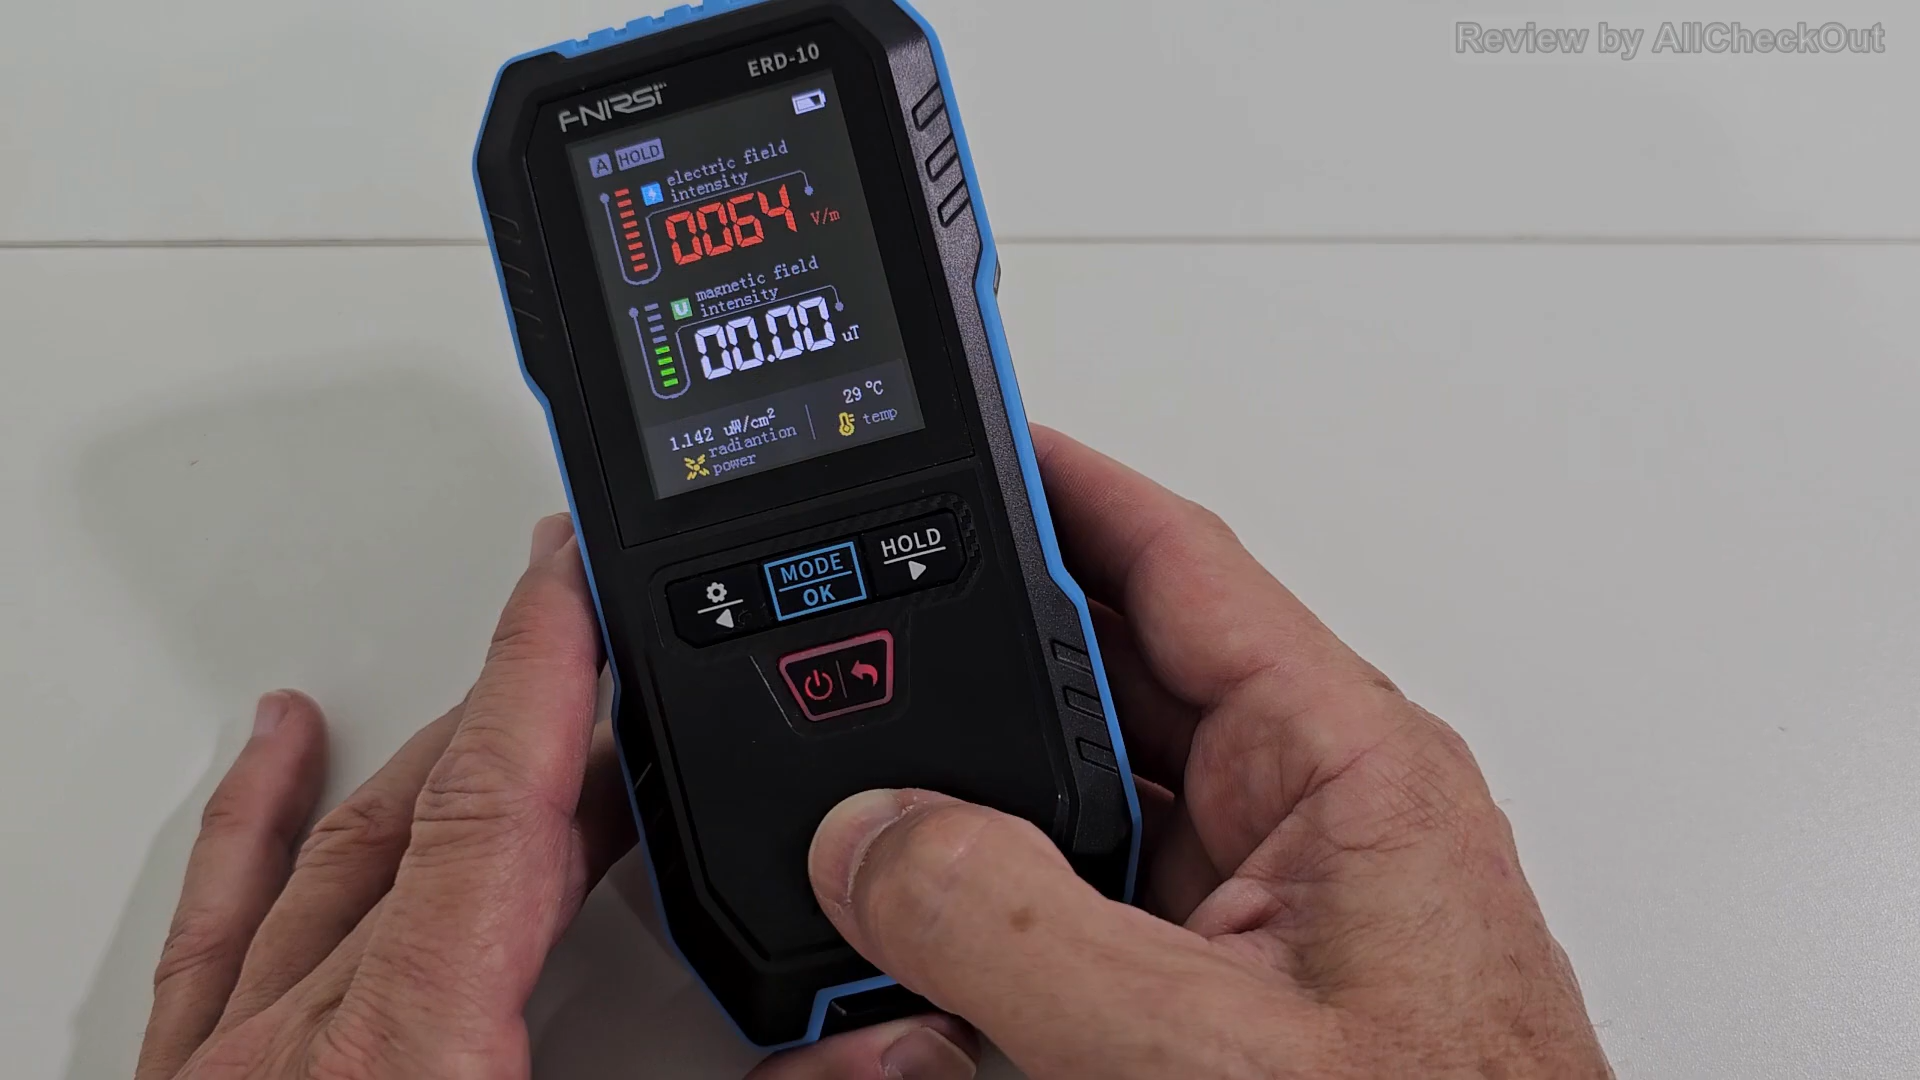 Review by AllCheckOut
FNIRSI
ERD-10
A HOLD
electric field
intensity
0064 V/m
magnetic field
intensity
00.00 uT
1.142 uW/cm²
radiantion
power
29 °C
temp
MODE
OK
HOLD